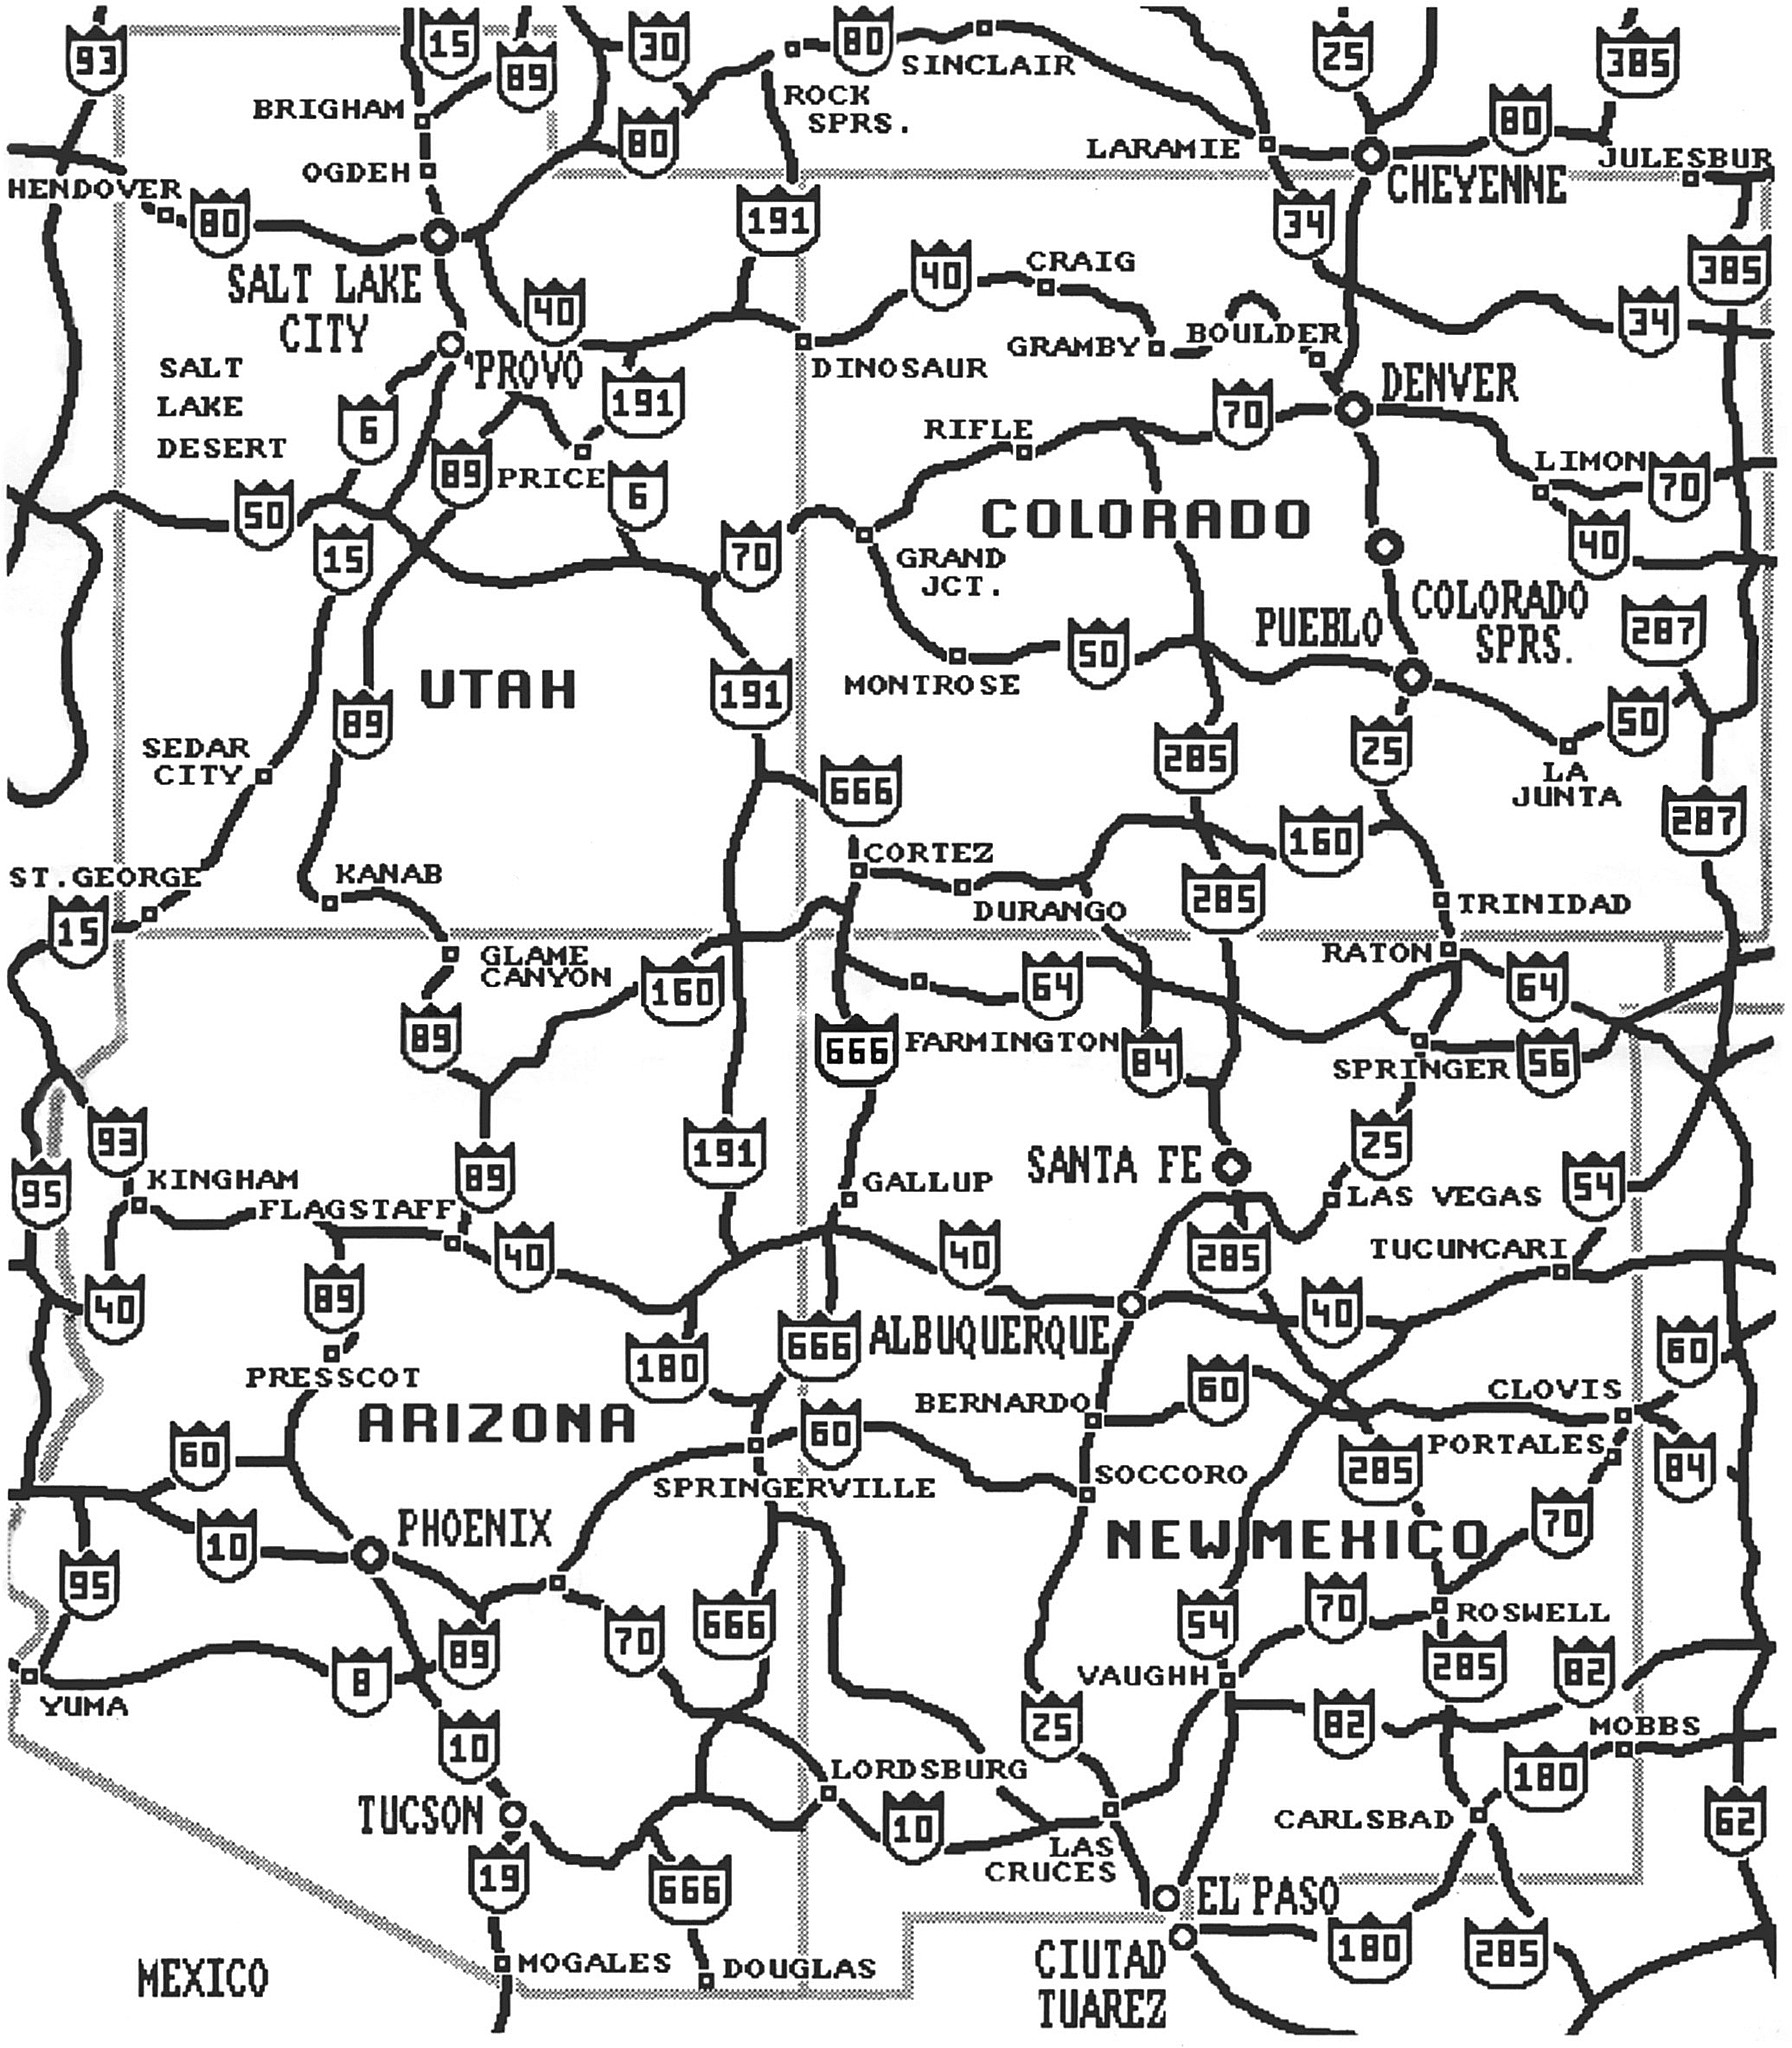 93
15
89
30
80
SINCLAIR
25
385
BRIGHAM
ROCK
SPRS.
80
80
LARAMIE
JULESBUR
OGDEH
HENDOVER
CHEYENNE
80
191
34
SALT LAKE
CITY
40
40
CRAIG
385
34
SALT
LAKE
DESERT
PROVO
DINOSAUR
GRAMBY
BOULDER
DENVER
6
191
70
RIFLE
89
PRICE
6
LIMON
70
50
15
70
COLORADO
40
GRAND
JCT.
COLORADO
SPRS.
PUEBLO
287
50
UTAH
191
MONTROSE
89
50
SEDAR
CITY
285
25
LA
JUNTA
666
287
160
CORTEZ
ST.GEORGE
KANAB
285
DURANGO
TRINIDAD
15
GLAME
CANYON
160
RATON
64
64
89
666
FARMINGTON
84
SPRINGER
56
93
191
25
95
KINGHAM
89
GALLUP
SANTA FE
LAS VEGAS
54
FLAGSTAFF
40
40
285
TUCUNCARI
40
89
40
180
666
ALBUQUERQUE
60
PRESSCOT
60
BERNARDO
CLOVIS
ARIZONA
60
60
PORTALES
SPRINGERVILLE
SOCCORO
285
84
10
PHOENIX
NEW MEXICO
70
95
666
54
70
ROSWELL
89
70
8
VAUGHH
285
82
YUMA
10
25
82
MOBBS
LORDSBURG
180
TUCSON
10
CARLSBAD
62
LAS
CRUCES
19
666
EL PASO
180
285
MEXICO
MOGALES
DOUGLAS
CIUTAD
TUAREZ